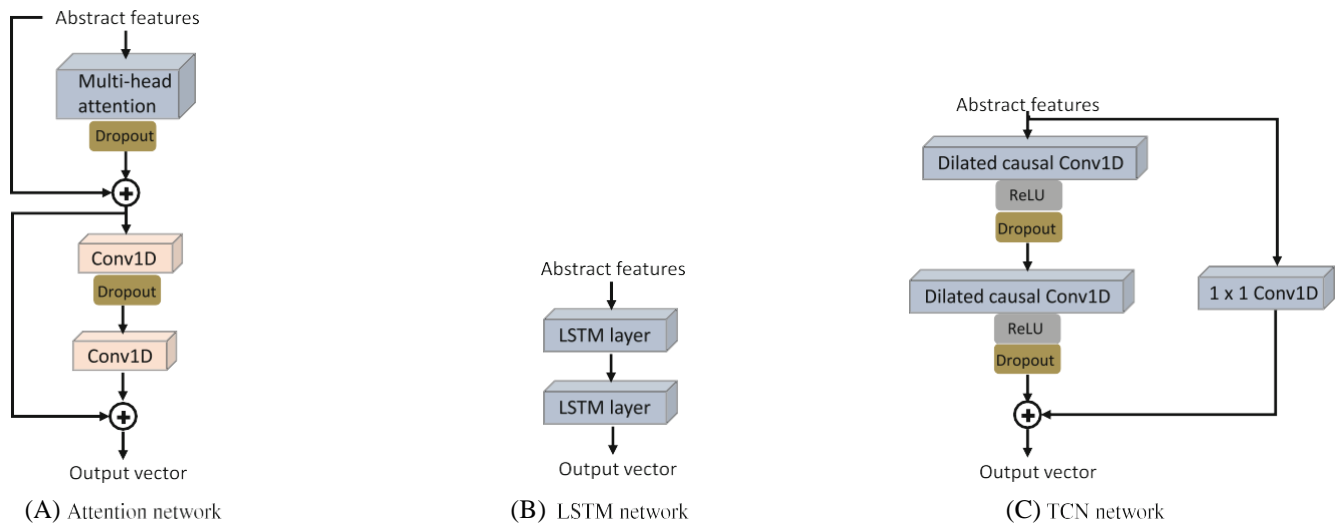 Abstract features
Multi-head
attention
Dropout
Conv1D
Dropout
Conv1D
Output vector
(A) Attention network
Abstract features
LSTM layer
LSTM layer
Output vector
(B) LSTM network
Abstract features
Dilated causal Conv1D
ReLU
Dropout
Dilated causal Conv1D
ReLU
Dropout
1 x 1 Conv1D
Output vector
(C) TCN network